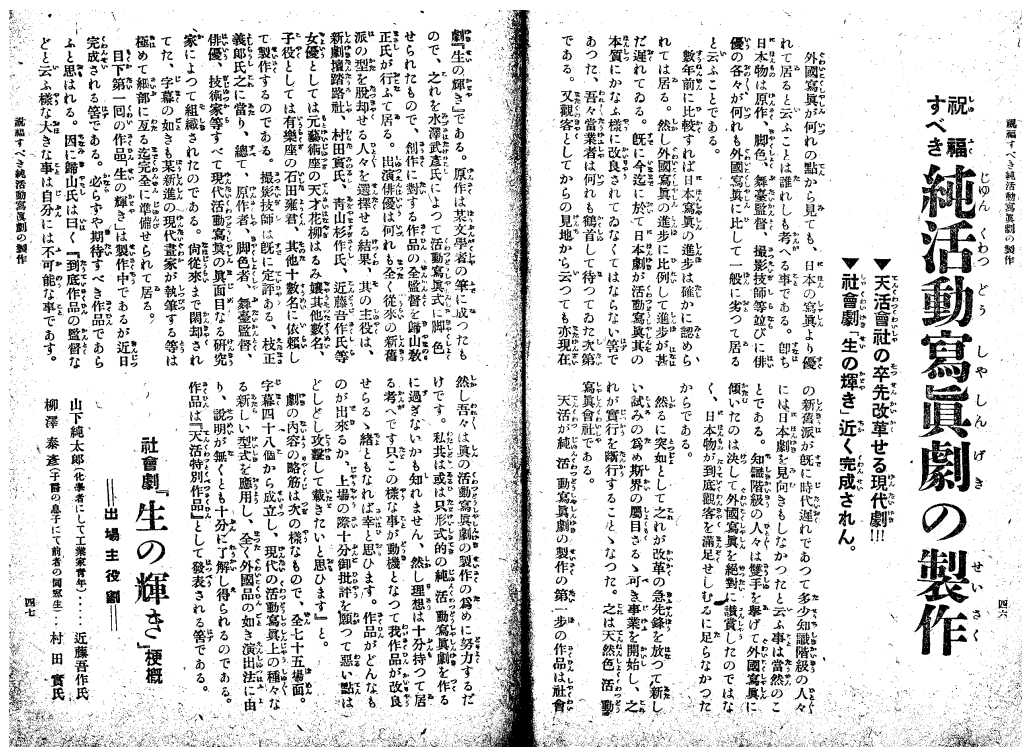 祝福すべき純活動寫眞劇の製作
四六
祝福
すべき
純活動寫眞劇の製作
▼天活會社の卒先改革せる現代劇!!!
▼社會劇『生の輝き』近く完成されん。
外國寫眞が何れの點から見ても、日本の寫眞より優
れて居ると云ふことは誰れしも考へる事である。卽ち
日本物は原作、脚色、舞臺監督、撮影技師等並びに俳
優の各々が何れも外國寫眞に比して一般に劣つて居る
と云ふことである。
數年前に比較すれば日本寫眞の進步は確かに認めら
れては居る。然し外國寫眞の進步に比例して進步が甚
だ遲れてゐる。旣に今迄に於て日本劇が活動寫眞其の
本質にかなふ樣に改良されてゐなくてはならない筈で
あつた、吾々當業者は何れも鶴首して待つてゐた次第
である。又觀客としてからの見地から云つても亦現在
の新舊派が旣に時代遲れであつて多少知識階級の人々
には日本劇を見向きもしなかつたと云ふ事は當然のこ
とである。知識階級の人々は雙手を擧げて外國寫眞に
傾いたのは決して外國寫眞を絕對に讃賞したのではな
く、日本物が到底觀客を滿足せしむるに足らなかつた
からである。
然るに突如として之れが改革の急先鋒を放つて新し
い試みの爲め斯界の屬目さるゝ可き事業を開始し、之
れが實行を斷行することゝなつた。之は天然色活動
寫眞會社である。
天活が純活動寫眞劇の製作の第一步の作品は社會
劇『生の輝き』である。原作は某文學者の筆に成つたも
ので、之れを水澤武彥氏によつて活動寫眞式に脚色
せられたもので、創作に對する作品の全監督を歸山敎
正氏が行ふて居る。出演俳優は何れも全く從來の新舊
派の型を脫却せる人々を選擇せる結果、其の主役は、
新劇擡踏路社、村田實氏、靑山杉作氏、近藤吾作氏等
女優としては元藝術座の天才花柳はるみ孃其他數名、
子役としては有樂座の石田雍君、其他十數名に依賴し
て製作するのである。撮影技師は旣に定評ある、枝正
義郞氏之に當り、總て、原作者、脚色者、舞臺監督、
俳優、技術家等すべて現代活動寫眞の眞面目なる硏究
家によつて組織されたのである。尙從來まで閑却され
てた、字幕の如きも某新進の現代畫家が執筆する等は
極めて細部に亙る迄完全に準備せられて居る。
目下第一回の作品『生の輝き』は製作中であるが近日
完成される筈である。必らずや期待すべき作品であら
ふと思はれる。因に歸山氏は曰く『到底作品の監督な
どと云ふ樣な大きな事は自分には不可能な事です。
祝福すべき純活動寫眞劇の製作
然し吾々は眞の活動寫眞劇の製作の爲めに努力するだ
に過ぎないかも知れません、然し理想は十分持つて居
けです。私共は或は只形式的の純活動寫眞劇を作る
る考へです只この樣な事が動機となつて我作品が改良
せらるゝ緖ともなれば幸と思ひます。作品がどんなも
のが出來るか、上場の際十分御批評を願つて惡い點は
どしどし攻擊して戴きたいと思ひます』と。
劇の內容の略筋は次の樣なもので、全七十五場面。
字幕四十八個から成立し、現代の活動寫眞上の種々な
る新しい型式を應用し、全く外國品の如き演出法に由
り、說明が無くとも十分に了解し得られるのである。
作品は『天活特別作品』として發表される筈である。
社會劇『生の輝き』梗槪
══出場主役劇══
山下純太郞(化學者にして工業家靑年)‥‥‥近藤吾作氏
柳澤泰彥(子爵の息子にて前者の同窓生)‥‥村田實氏
四七